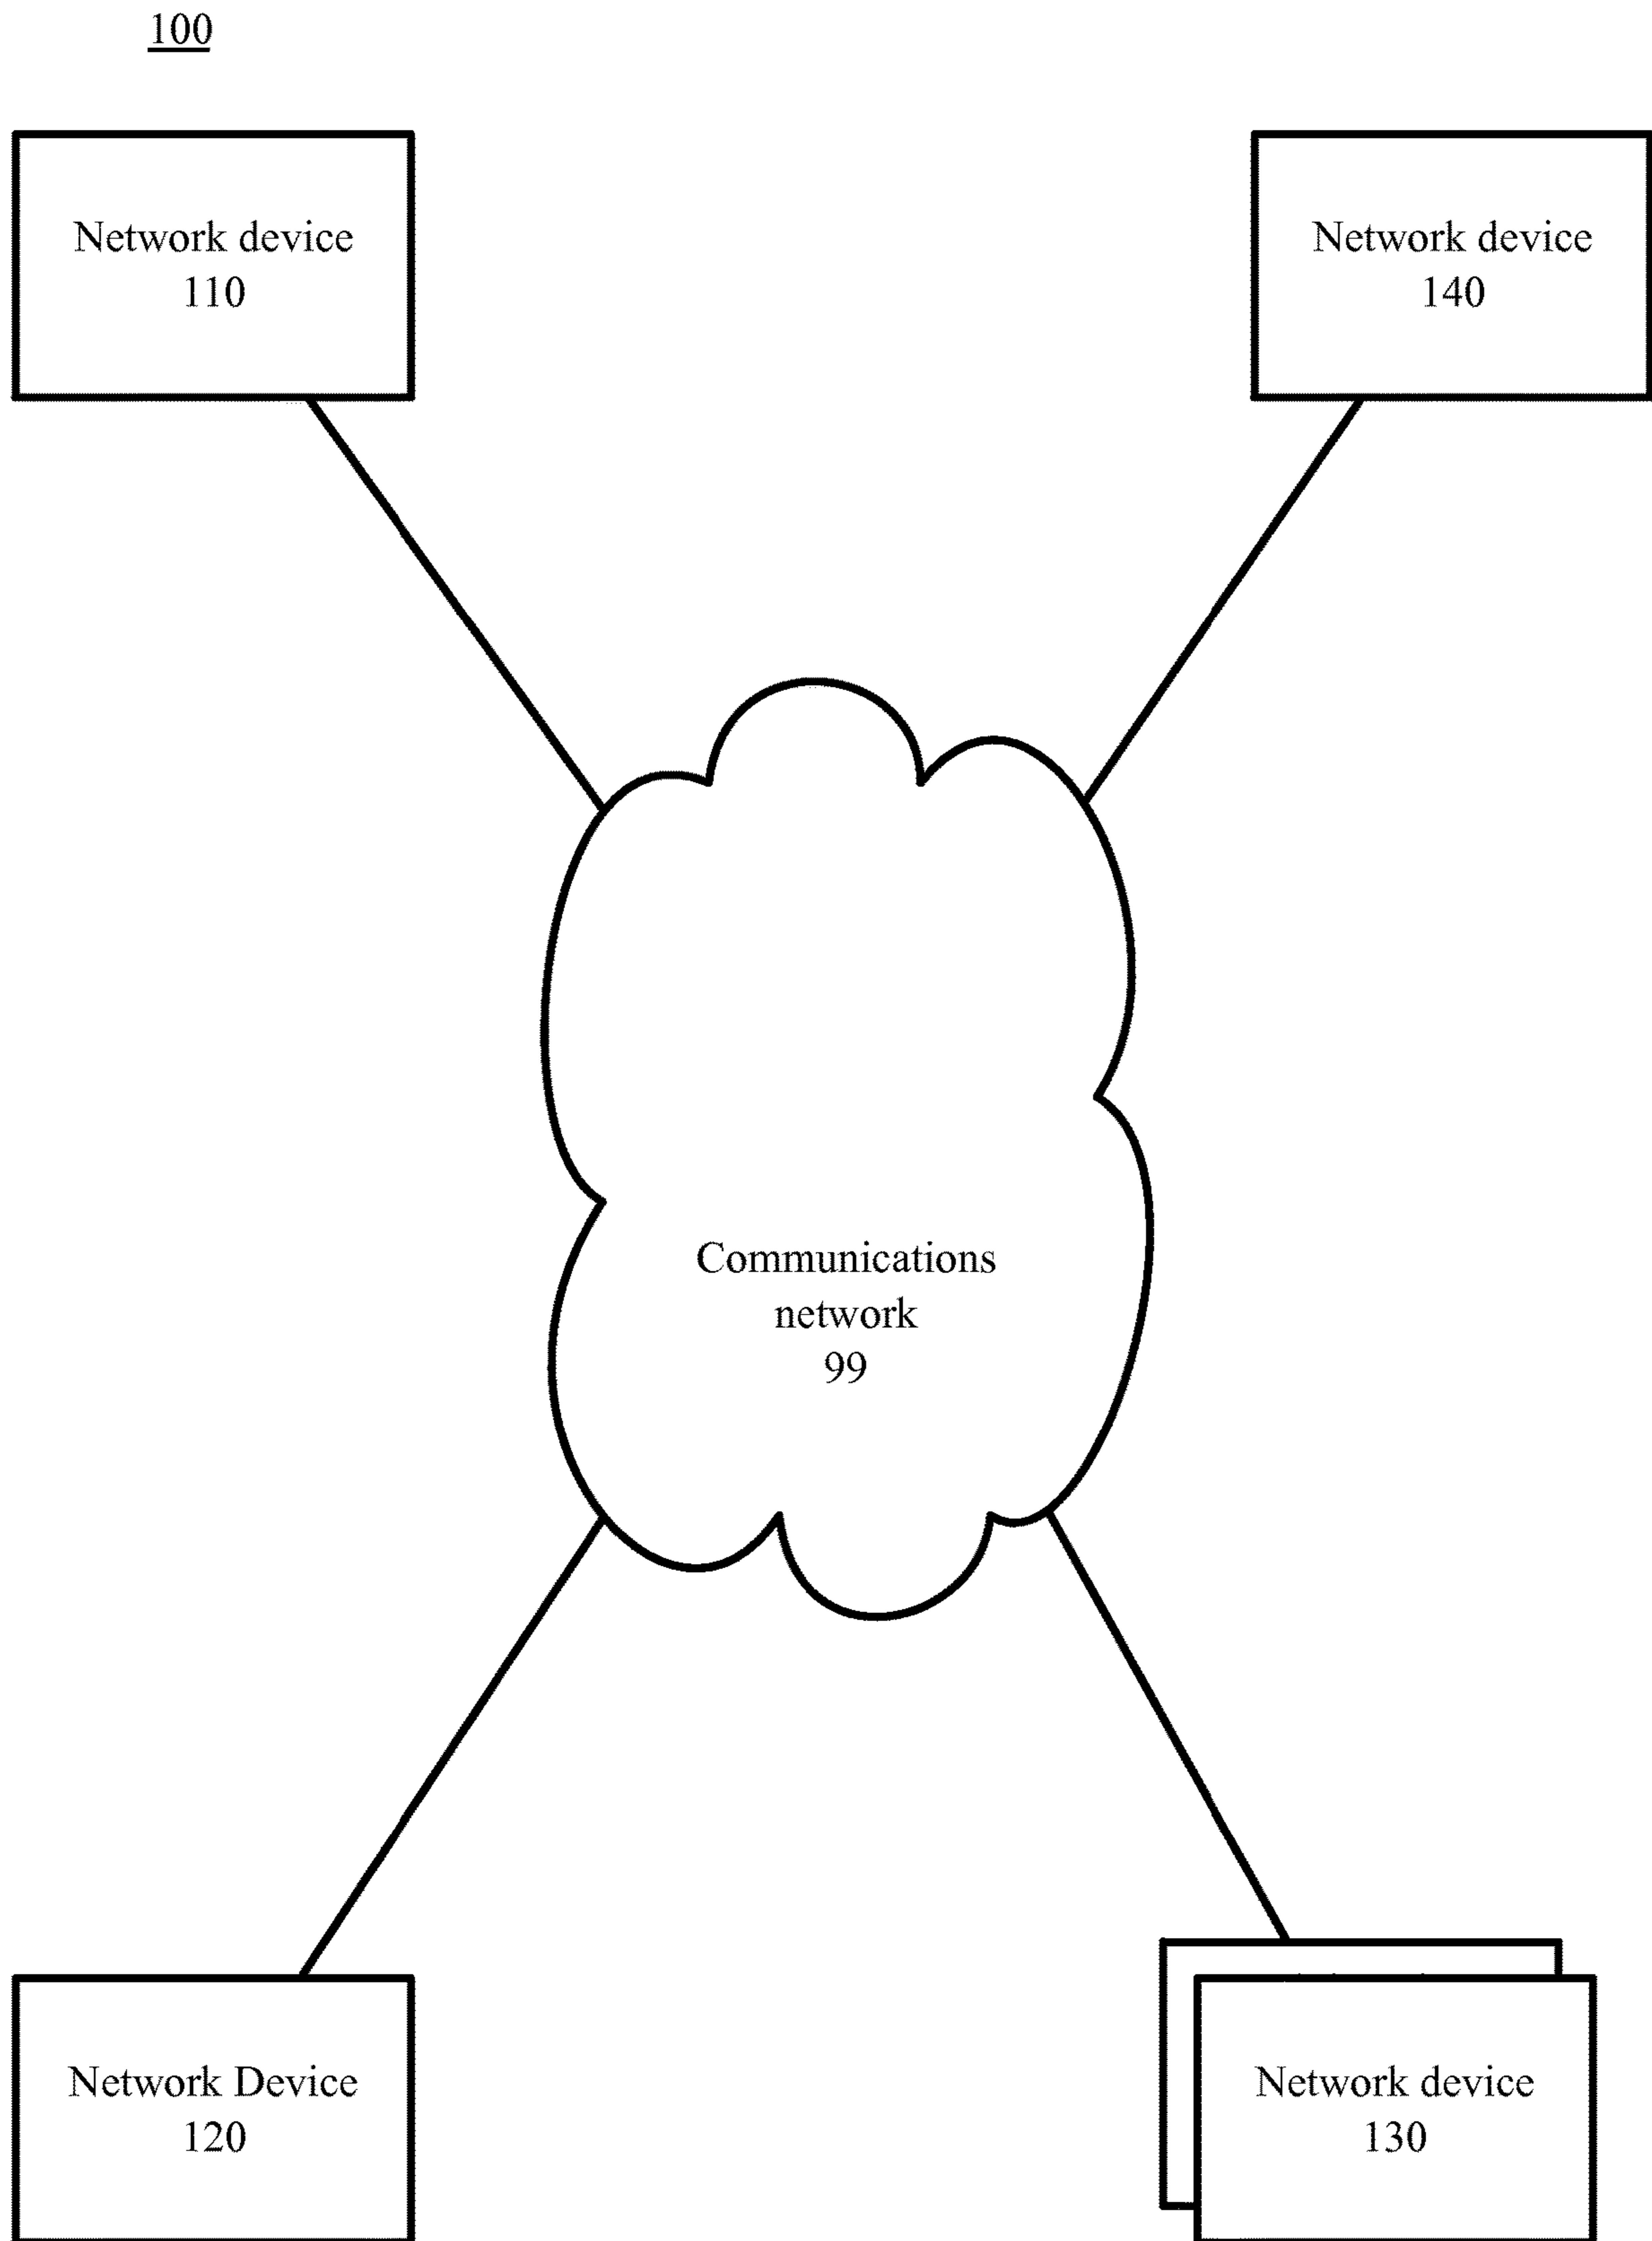 100
Network device
110
Network device
140
Communications
network
99
Network Device
120
Network device
130